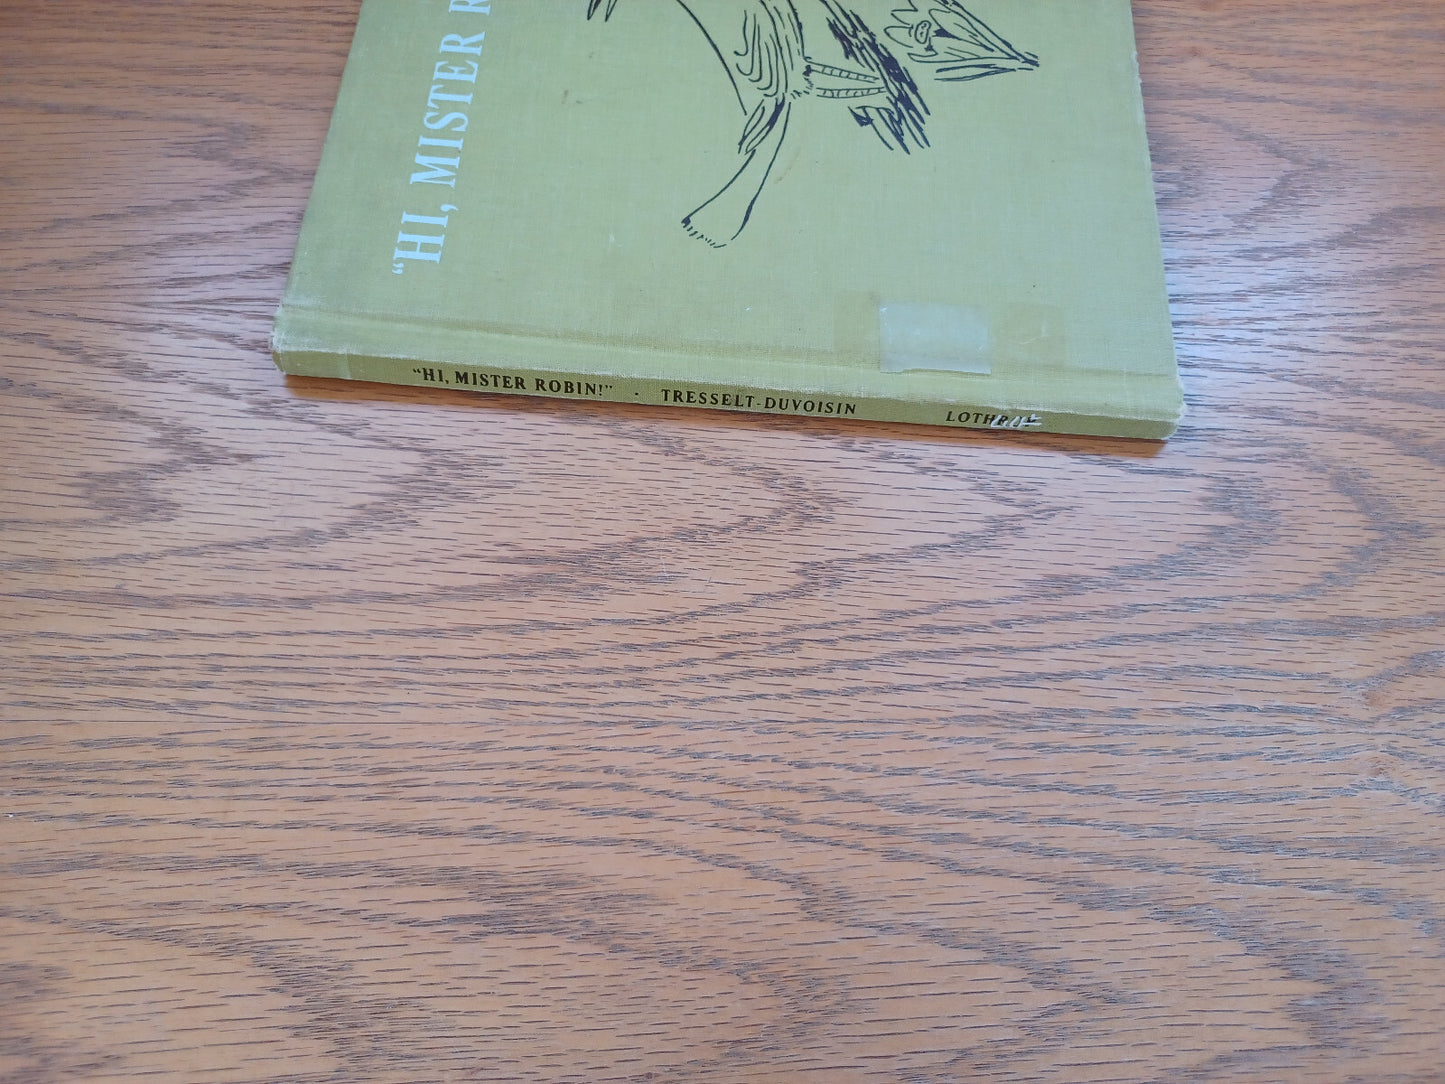 "HI, MISTER R
"HI, MISTER ROBIN!" · TRESSELT-DUVOISIN